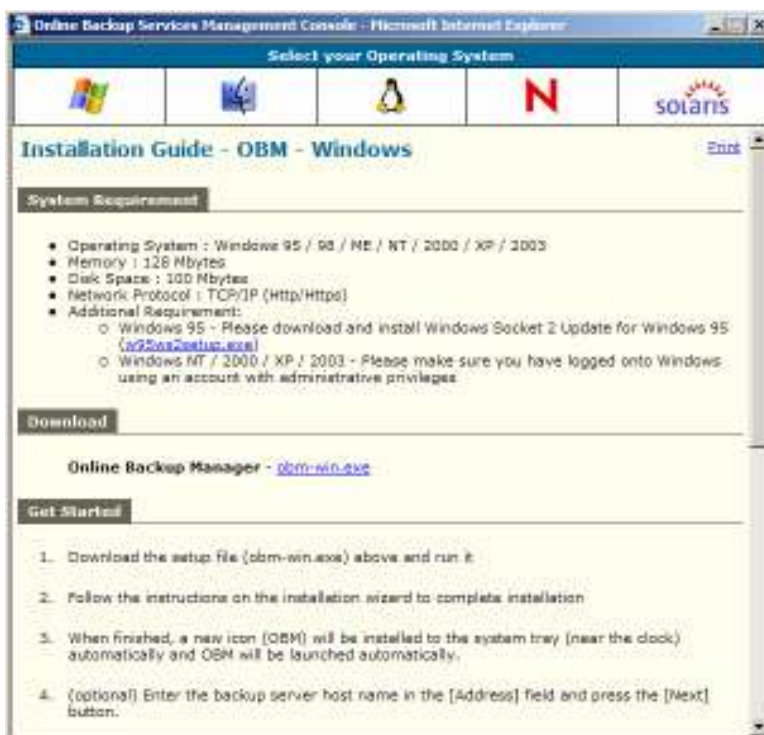 Online Backup Services Management Console - Microsoft Internet Explorer
Select your Operating System
N
solaris
Installation Guide - OBM - Windows
Print
System Requirement
Operating System : Windows 95 / 98 / ME / NT / 2000 / XP / 2003
Memory : 128 Mbytes
Disk Space : 100 Mbytes
Network Protocol : TCP/IP (Http/Https)
Additional Requirement:
Windows 95 - Please download and install Windows Socket 2 Update for Windows 95
(w95ws2setup.exe)
Windows NT / 2000 / XP / 2003 - Please make sure you have logged onto Windows
using an account with administrative privileges
Download
Online Backup Manager - obm-win.exe
Get Started
1. Download the setup file (obm-win.exe) above and run it
2. Follow the instructions on the installation wizard to complete installation
3. When finished, a new icon (OBM) will be installed to the system tray (near the clock)
automatically and OBM will be launched automatically.
4. (optional) Enter the backup server host name in the [Address] field and press the [Next]
button.